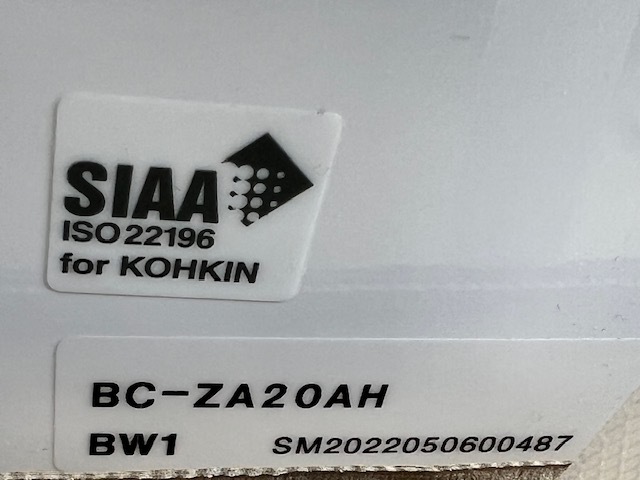 SIAA
ISO 22196
for KOHKIN
BC-ZA20AH
BW1 SM2022050600487